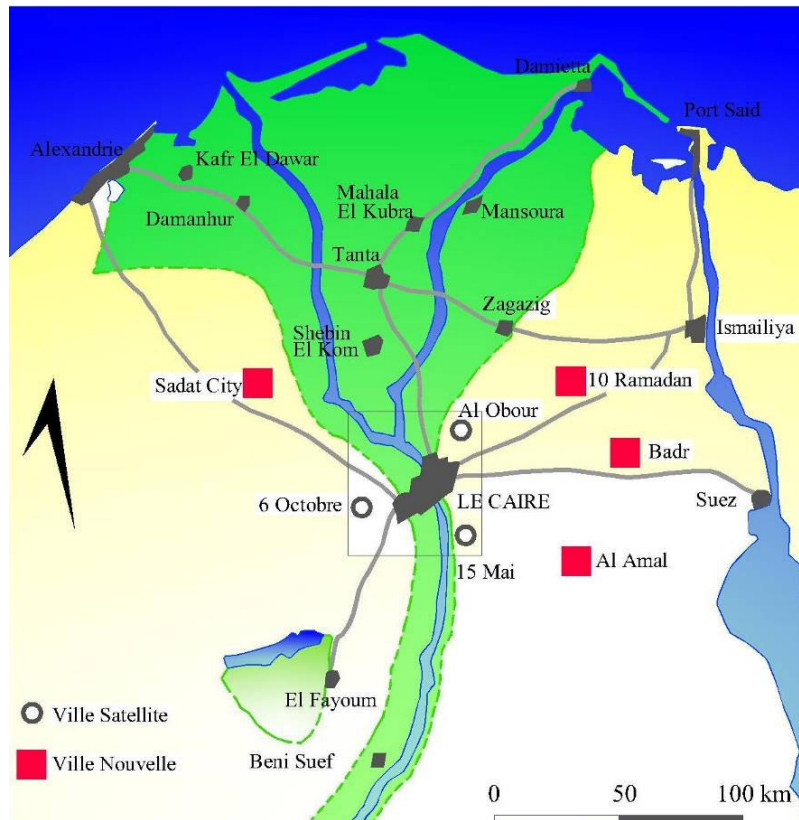 Damietta
Port Said
Alexandrie
Kafr El Dawar
Mahala
El Kubra
Mansoura
Damanhur
Tanta
Zagazig
Ismailiya
Shebin
El Kom
Sadat City
10 Ramadan
Al Obour
Badr
6 Octobre
LE CAIRE
Suez
15 Mai
Al Amal
El Fayoum
Ville Satellite
Beni Suef
Ville Nouvelle
0 50 100 km